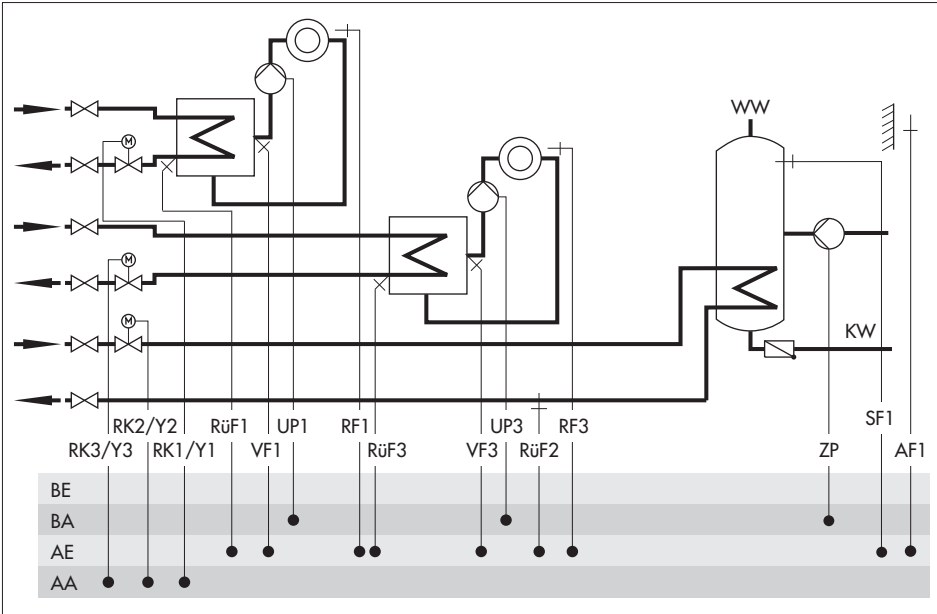 WW
M
M
M
KW
RK2/Y2 RüF1 UP1 RF1 UP3 RF3 SF1
RK3/Y3 RK1/Y1 VF1 RüF3 VF3 RüF2 ZP AF1
BE
BA
AE
AA